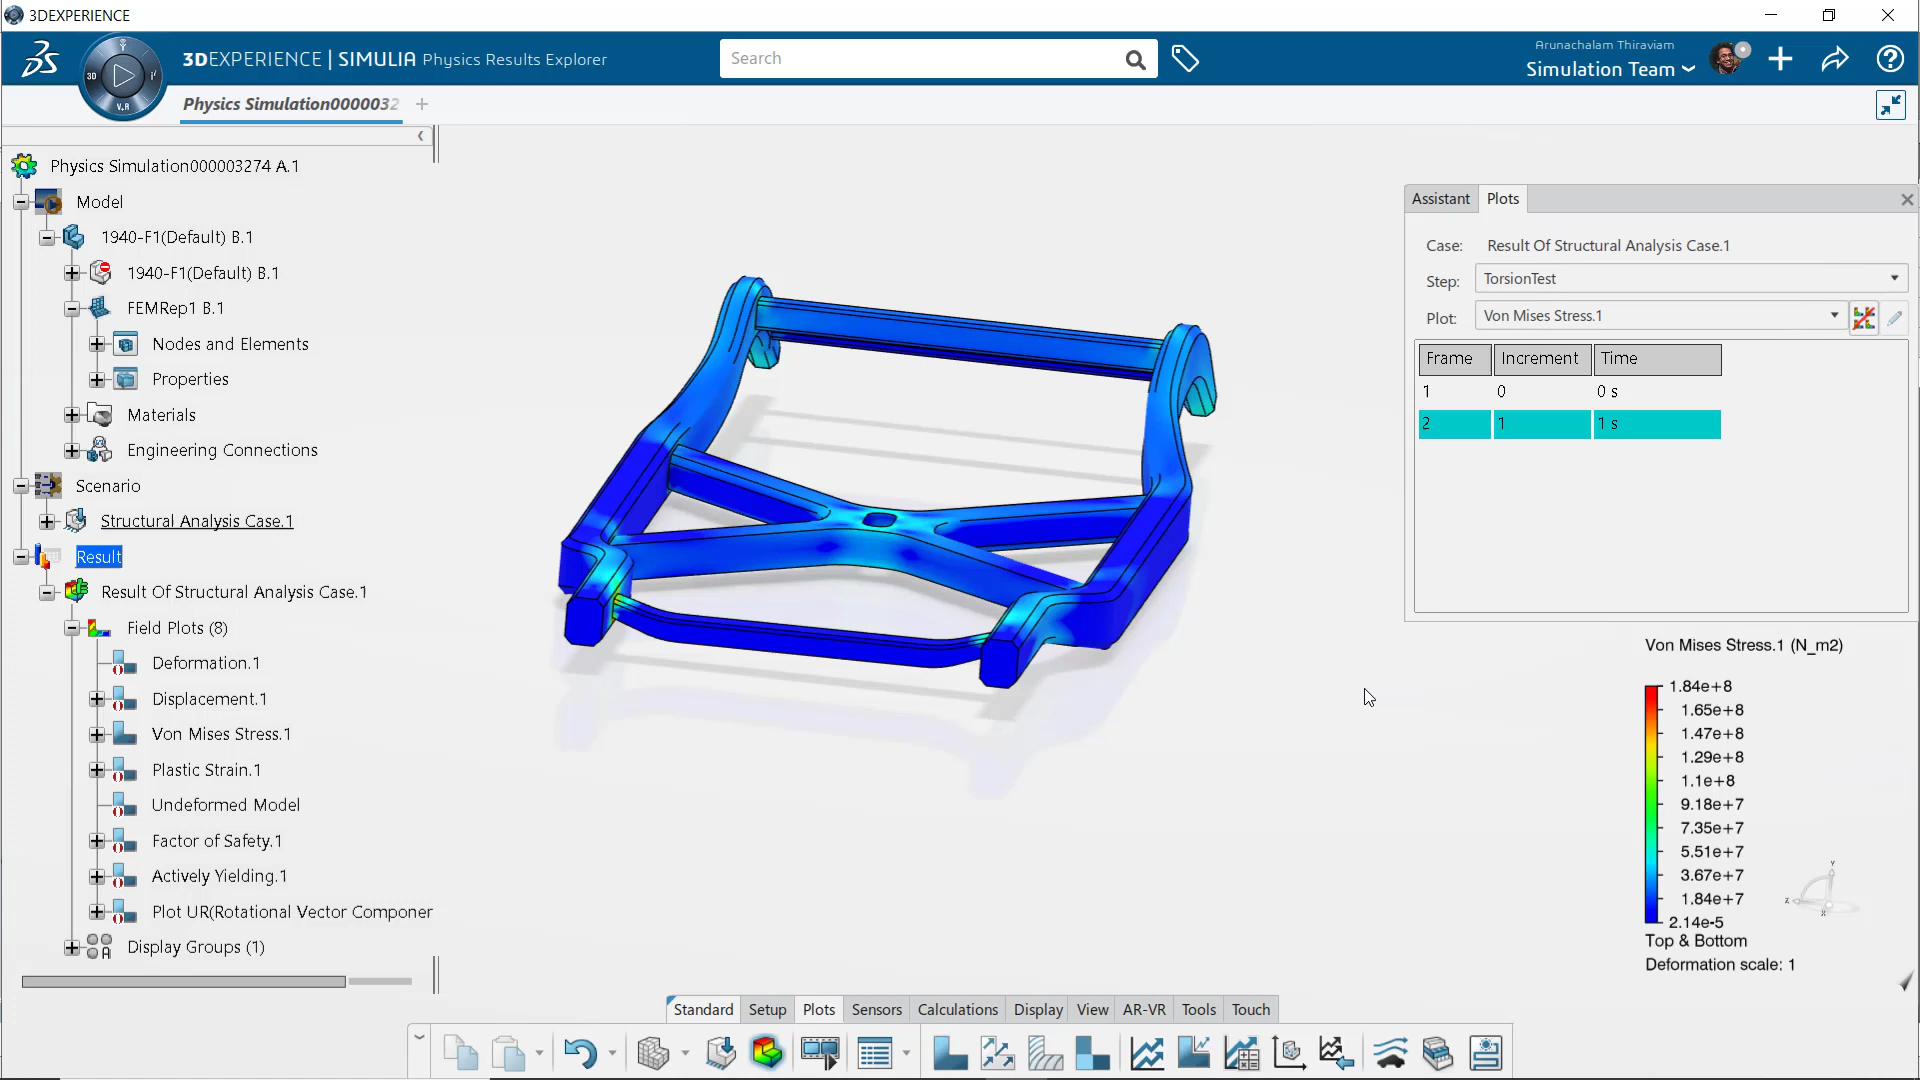 3DEXPERIENCE
3DEXPERIENCE | SIMULIA Physics Results Explorer
Search
Arunachalam Thiraviam
Simulation Team
3D
V.R
Physics Simulation0000032
Physics Simulation000003274 A.1
Model
1940-F1(Default) B.1
1940-F1(Default) B.1
FEMRep1 B.1
Nodes and Elements
Properties
Materials
Engineering Connections
Scenario
Structural Analysis Case.1
Result
Result Of Structural Analysis Case.1
Field Plots (8)
Deformation.1
Displacement.1
Von Mises Stress.1
Plastic Strain.1
Undeformed Model
Factor of Safety.1
Actively Yielding.1
Plot UR(Rotational Vector Componen
Display Groups (1)
Assistant Plots
Case: Result Of Structural Analysis Case.1
Step: TorsionTest
Plot: Von Mises Stress.1
Frame Increment Time
1 0 0 s
2 1 1 s
Von Mises Stress.1 (N_m2)
1.84e+8
1.65e+8
1.47e+8
1.29e+8
1.1e+8
9.18e+7
7.35e+7
5.51e+7
3.67e+7
1.84e+7
2.14e-5
Top & Bottom
Deformation scale: 1
Y
Z
X
Standard Setup Plots Sensors Calculations Display View AR-VR Tools Touch